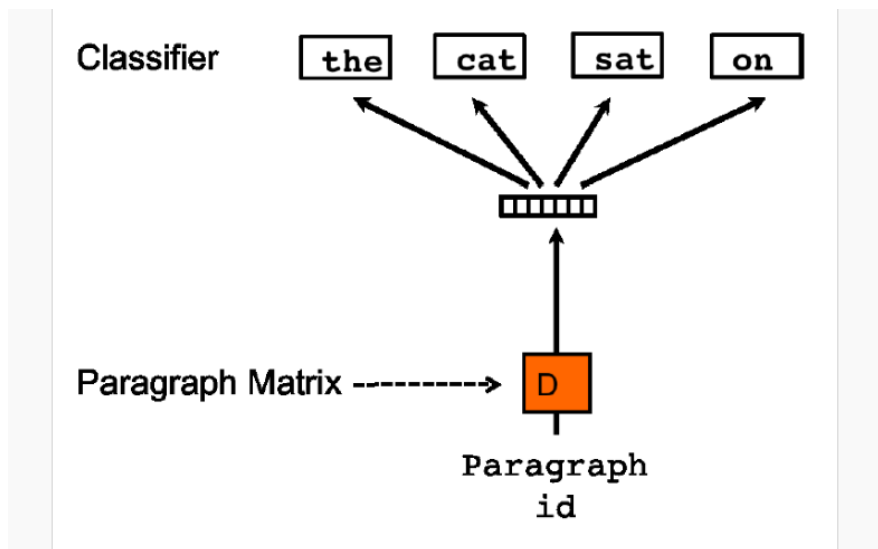 Classifier the cat sat on
Paragraph Matrix D
Paragraph
id